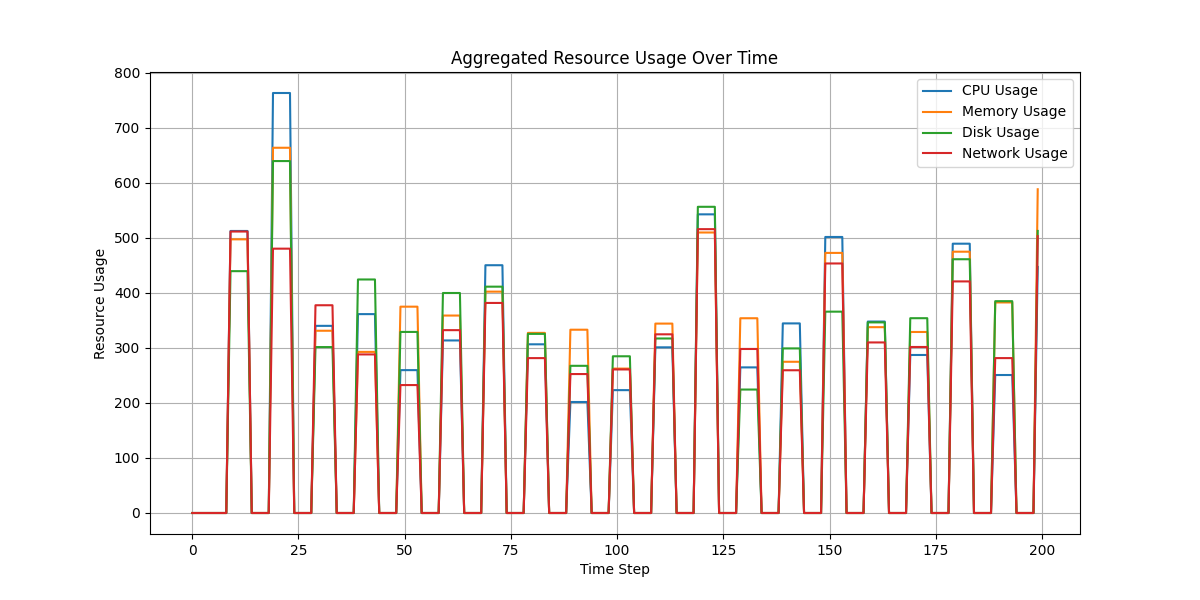 Aggregated Resource Usage Over Time
800
700
600
500
400
300
200
100
0
Resource Usage
CPU Usage
Memory Usage
Disk Usage
Network Usage
0 25 50 75 100 125 150 175 200
Time Step